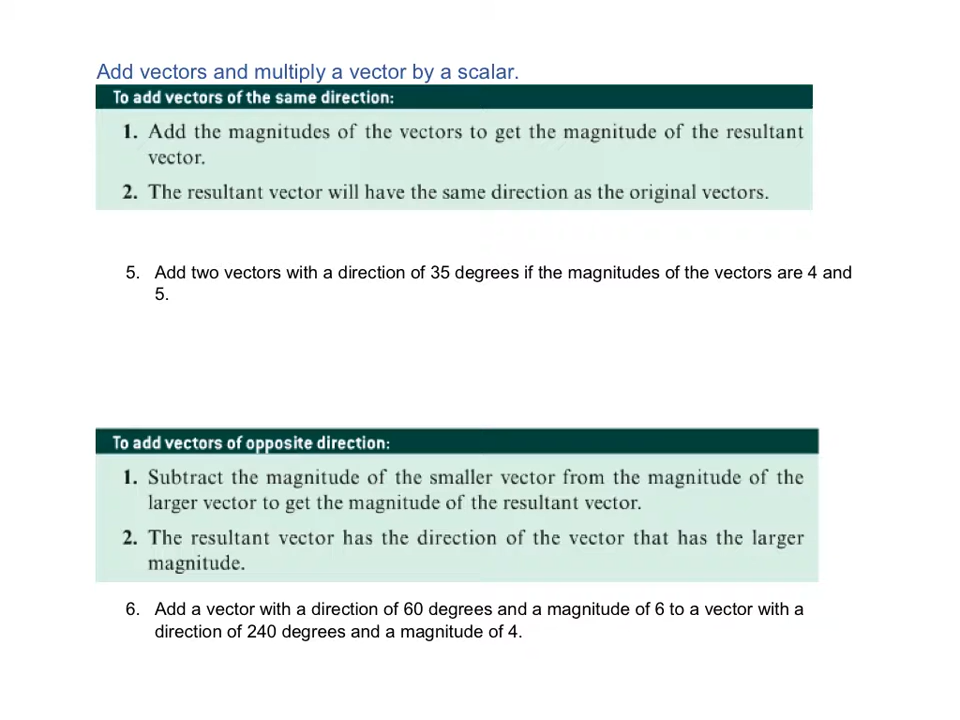 Add vectors and multiply a vector by a scalar.
To add vectors of the same direction:
1. Add the magnitudes of the vectors to get the magnitude of the resultant
vector.
2. The resultant vector will have the same direction as the original vectors.
5. Add two vectors with a direction of 35 degrees if the magnitudes of the vectors are 4 and
5.
To add vectors of opposite direction:
1. Subtract the magnitude of the smaller vector from the magnitude of the
larger vector to get the magnitude of the resultant vector.
2. The resultant vector has the direction of the vector that has the larger
magnitude.
6. Add a vector with a direction of 60 degrees and a magnitude of 6 to a vector with a
direction of 240 degrees and a magnitude of 4.